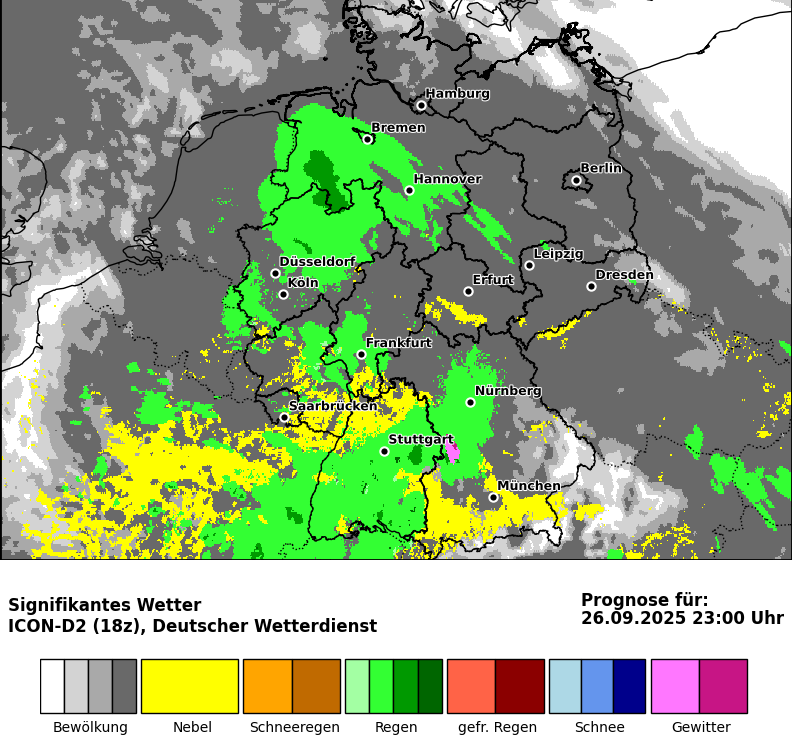 Hamburg
Bremen
Berlin
Hannover
Leipzig
Düsseldorf
Dresden
Erfurt
Köln
Frankfurt
Nürnberg
Saarbrücken
Stuttgart
München
Signifikantes Wetter
ICON-D2 (18z), Deutscher Wetterdienst
Prognose für:
26.09.2025 23:00 Uhr
Bewölkung
Nebel
Schneeregen
Regen
gefr. Regen
Schnee
Gewitter